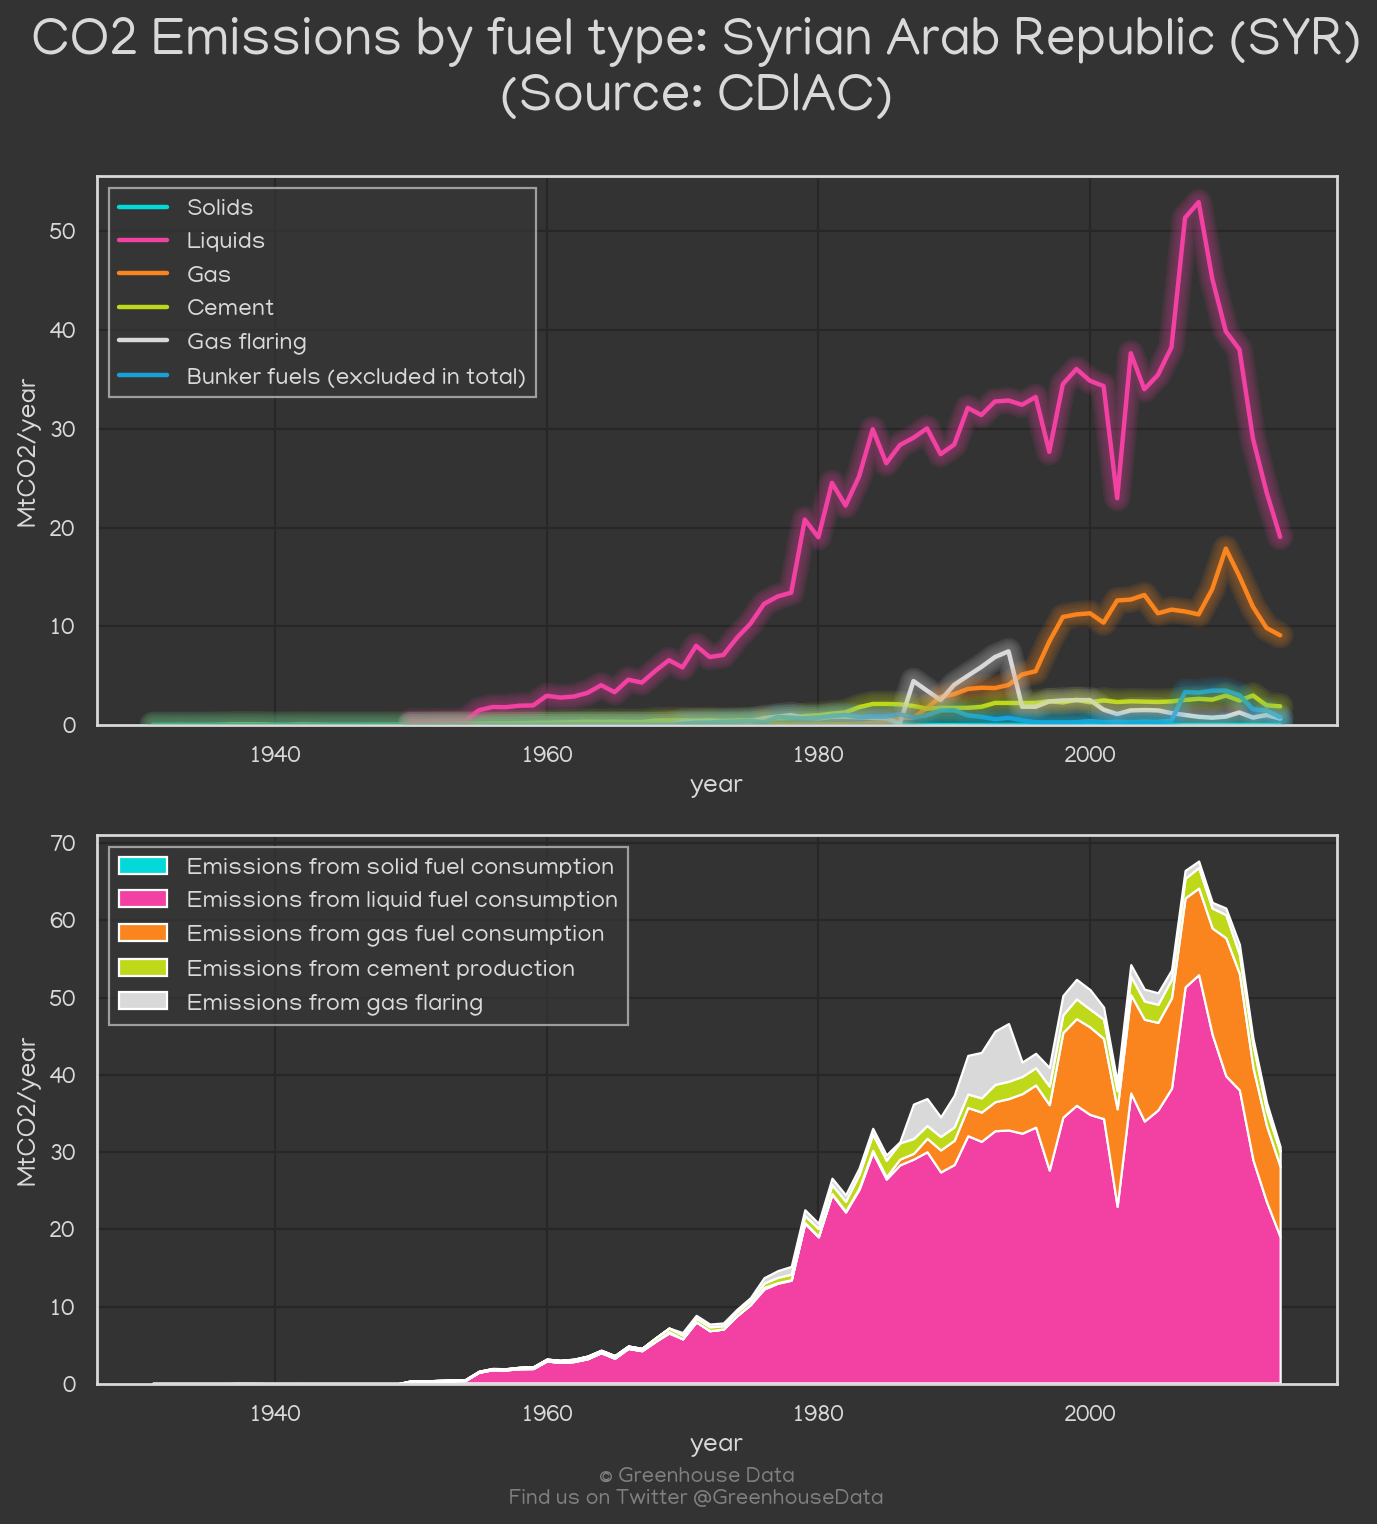 CO2 Emissions by fuel type: Syrian Arab Republic (SYR)
(Source: CDIAC)
Solids
Liquids
Gas
Cement
Gas flaring
Bunker fuels (excluded in total)
MtCO2/year
50
40
30
20
10
0
1940 1960 1980 2000
year
Emissions from solid fuel consumption
Emissions from liquid fuel consumption
Emissions from gas fuel consumption
Emissions from cement production
Emissions from gas flaring
MtCO2/year
70
60
50
40
30
20
10
0
1940 1960 1980 2000
year
© Greenhouse Data
Find us on Twitter @GreenhouseData